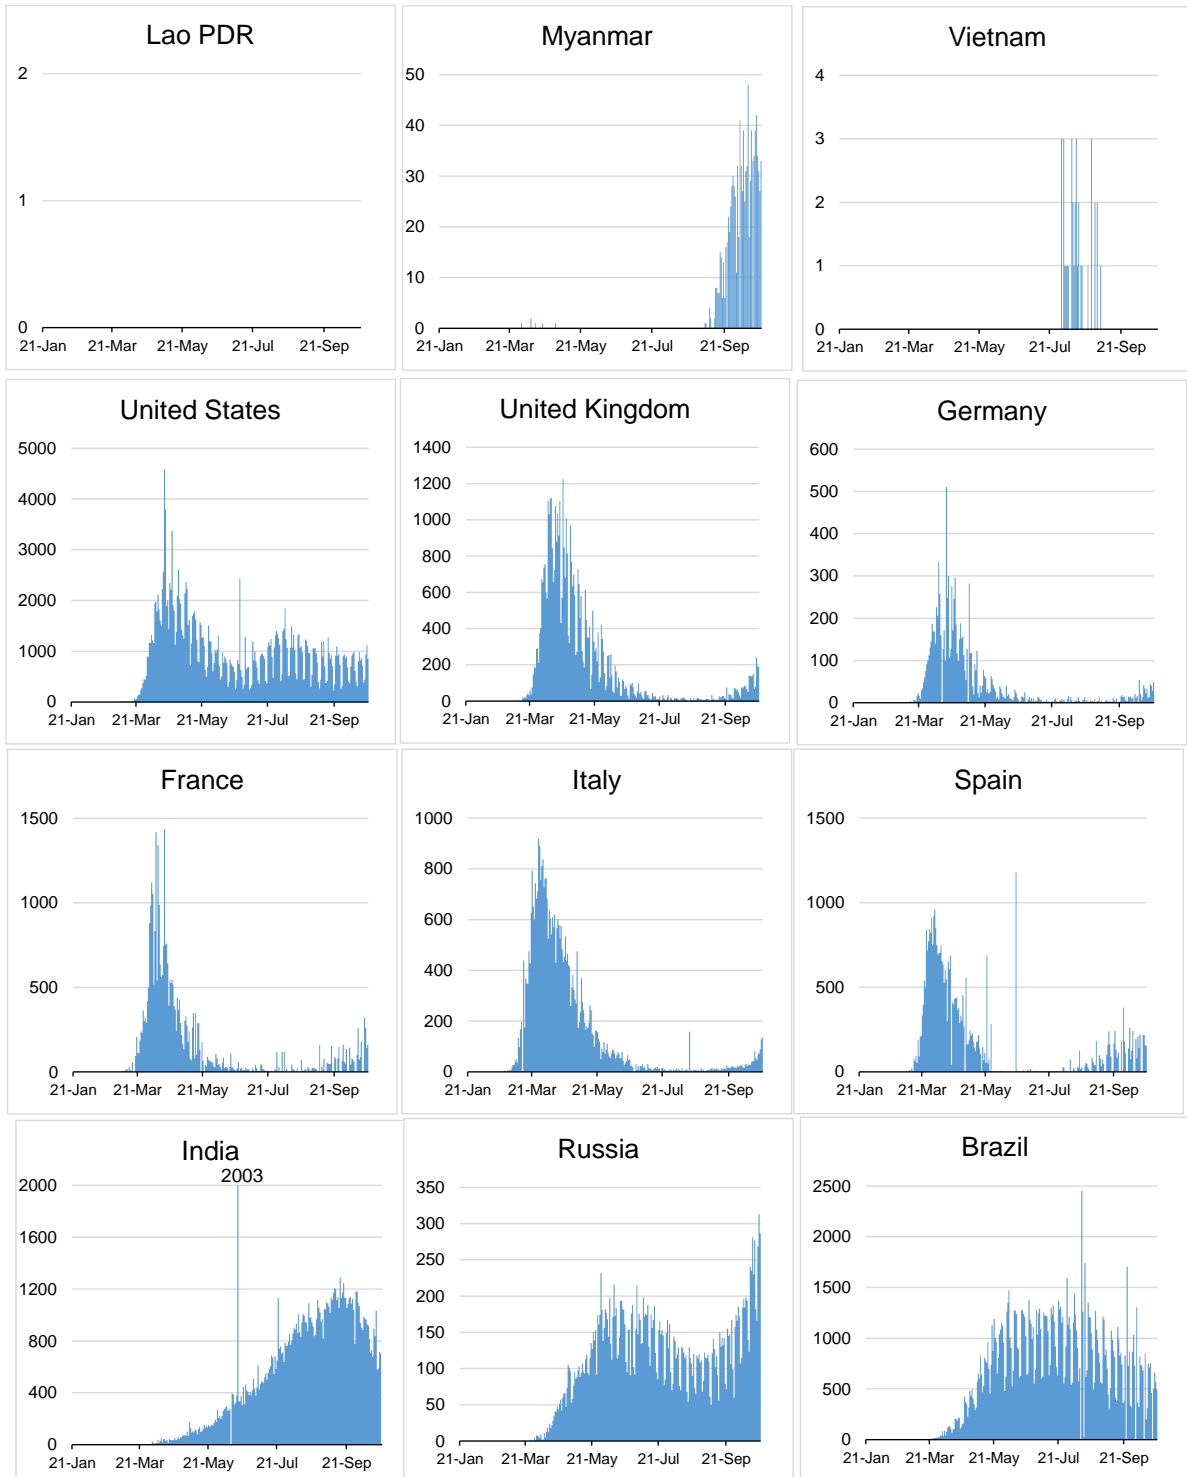 Lao PDR
2
1
0
21-Jan 21-Mar 21-May 21-Jul 21-Sep
Myanmar
50
40
30
20
10
0
21-Jan 21-Mar 21-May 21-Jul 21-Sep
Vietnam
4
3
2
1
0
21-Jan 21-Mar 21-May 21-Jul 21-Sep
United States
5000
4000
3000
2000
1000
0
21-Jan 21-Mar 21-May 21-Jul 21-Sep
United Kingdom
1400
1200
1000
800
600
400
200
0
21-Jan 21-Mar 21-May 21-Jul 21-Sep
Germany
600
500
400
300
200
100
0
21-Jan 21-Mar 21-May 21-Jul 21-Sep
France
1500
1000
500
0
21-Jan 21-Mar 21-May 21-Jul 21-Sep
Italy
1000
800
600
400
200
0
21-Jan 21-Mar 21-May 21-Jul 21-Sep
Spain
1500
1000
500
0
21-Jan 21-Mar 21-May 21-Jul 21-Sep
India
2003
2000
1600
1200
800
400
0
21-Jan 21-Mar 21-May 21-Jul 21-Sep
Russia
350
300
250
200
150
100
50
0
21-Jan 21-Mar 21-May 21-Jul 21-Sep
Brazil
2500
2000
1500
1000
500
0
21-Jan 21-Mar 21-May 21-Jul 21-Sep